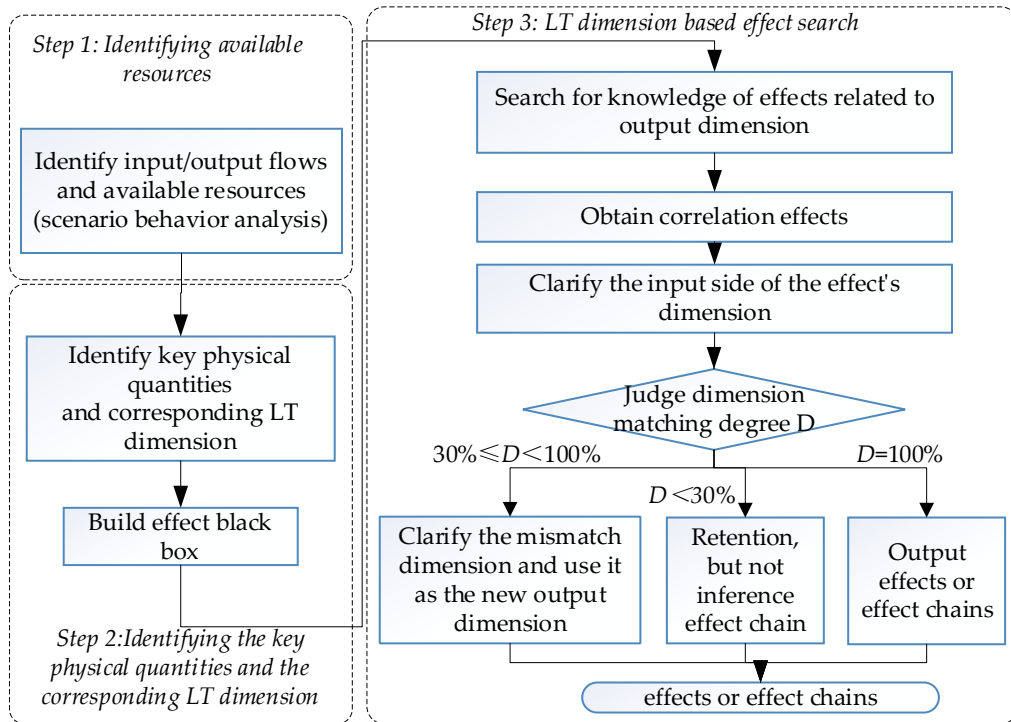 Step 1: Identifying available
resources
Identify input/output flows
and available resources
(scenario behavior analysis)
Identify key physical
quantities
and corresponding LT
dimension
Build effect black
box
Step 2:Identifying the key
physical quantities and the
corresponding LT dimension
Step 3: LT dimension based effect search
Search for knowledge of effects related to
output dimension
Obtain correlation effects
Clarify the input side of the effect's
dimension
Judge dimension
matching degree D
30%≤D<100%
D<30%
D=100%
Clarify the mismatch
dimension and use it
as the new output
dimension
Retention,
but not
inference
effect chain
Output
effects or
effect chains
effects or effect chains